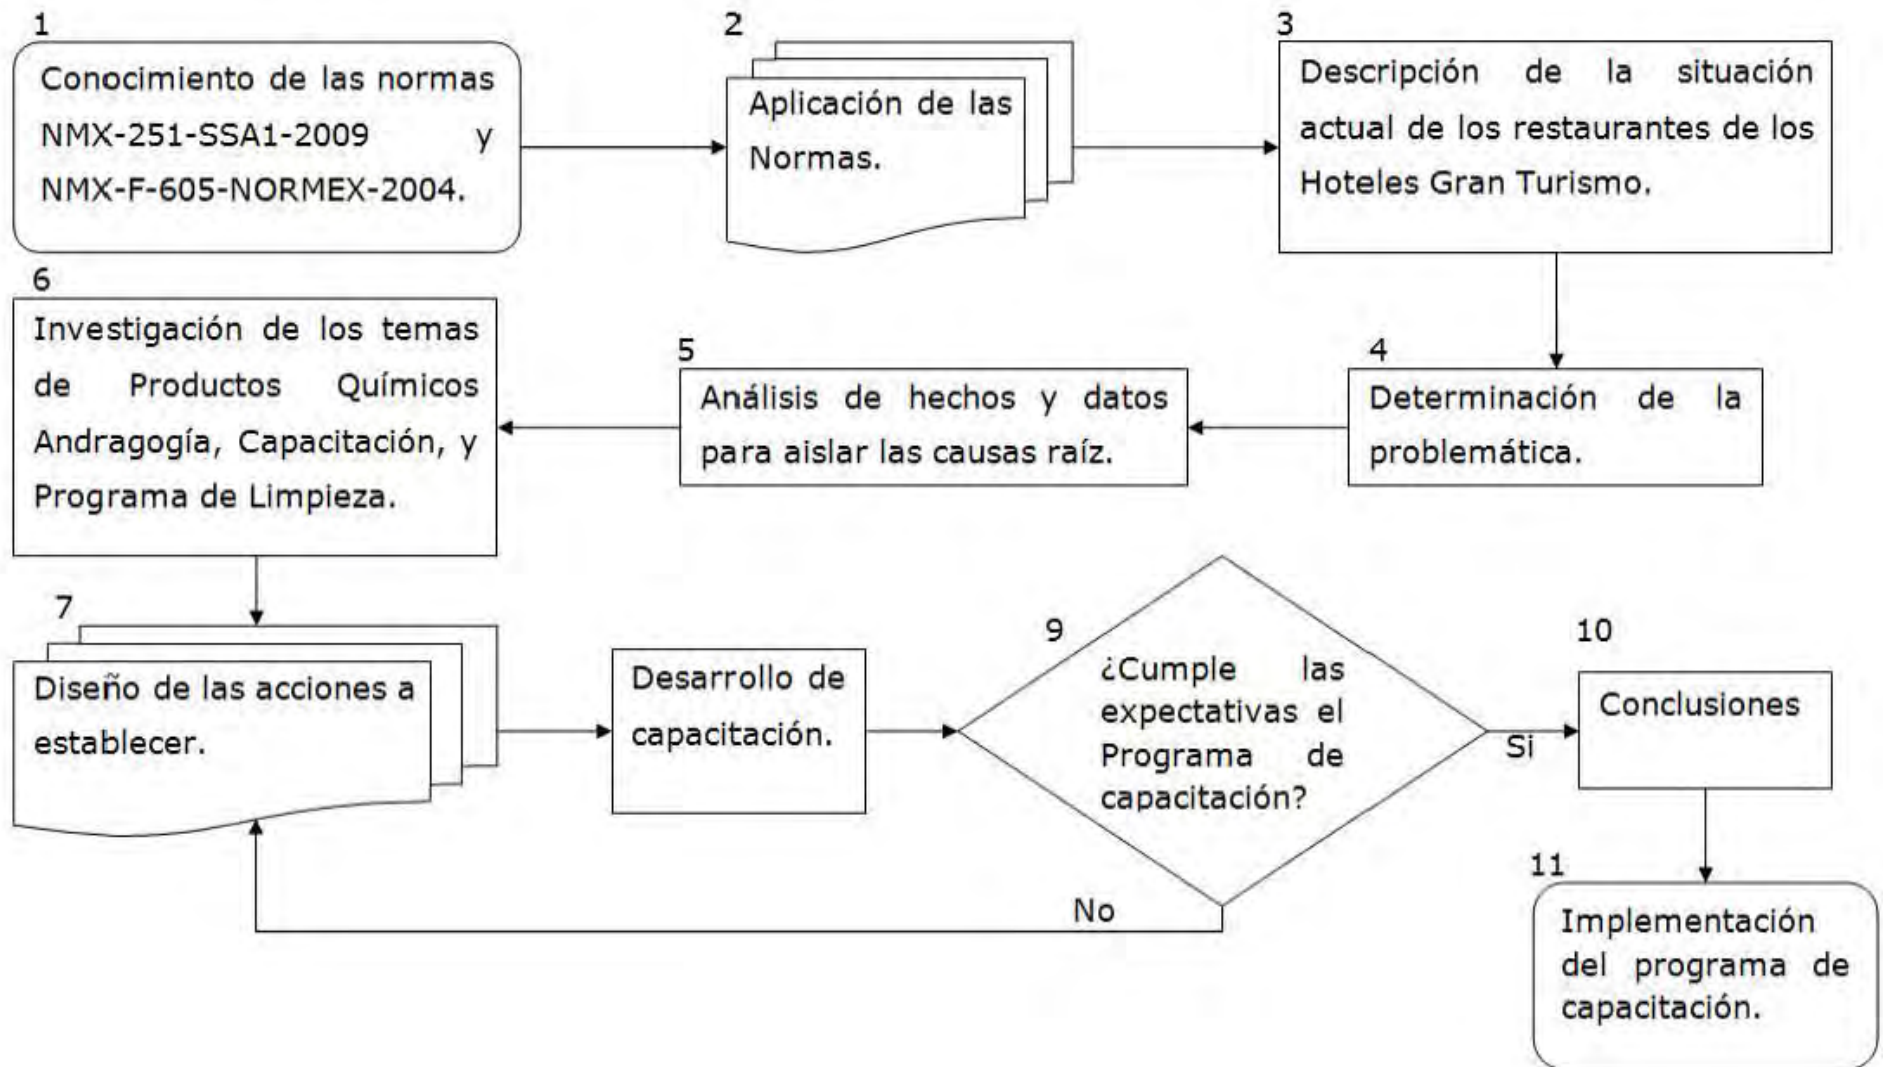 1
Conocimiento de las normas
NMX-251-SSA1-2009 y
NMX-F-605-NORMEX-2004.
2
Aplicación de las
Normas.
3
Descripción de la situación
actual de los restaurantes de los
Hoteles Gran Turismo.
4
Determinación de la
problemática.
5
Análisis de hechos y datos
para aislar las causas raíz.
6
Investigación de los temas
de Productos Químicos
Andragogía, Capacitación, y
Programa de Limpieza.
7
Diseño de las acciones a
establecer.
Desarrollo de
capacitación.
9
¿Cumple las
expectativas el
Programa de
capacitación?
Si
No
10
Conclusiones
11
Implementación
del programa de
capacitación.